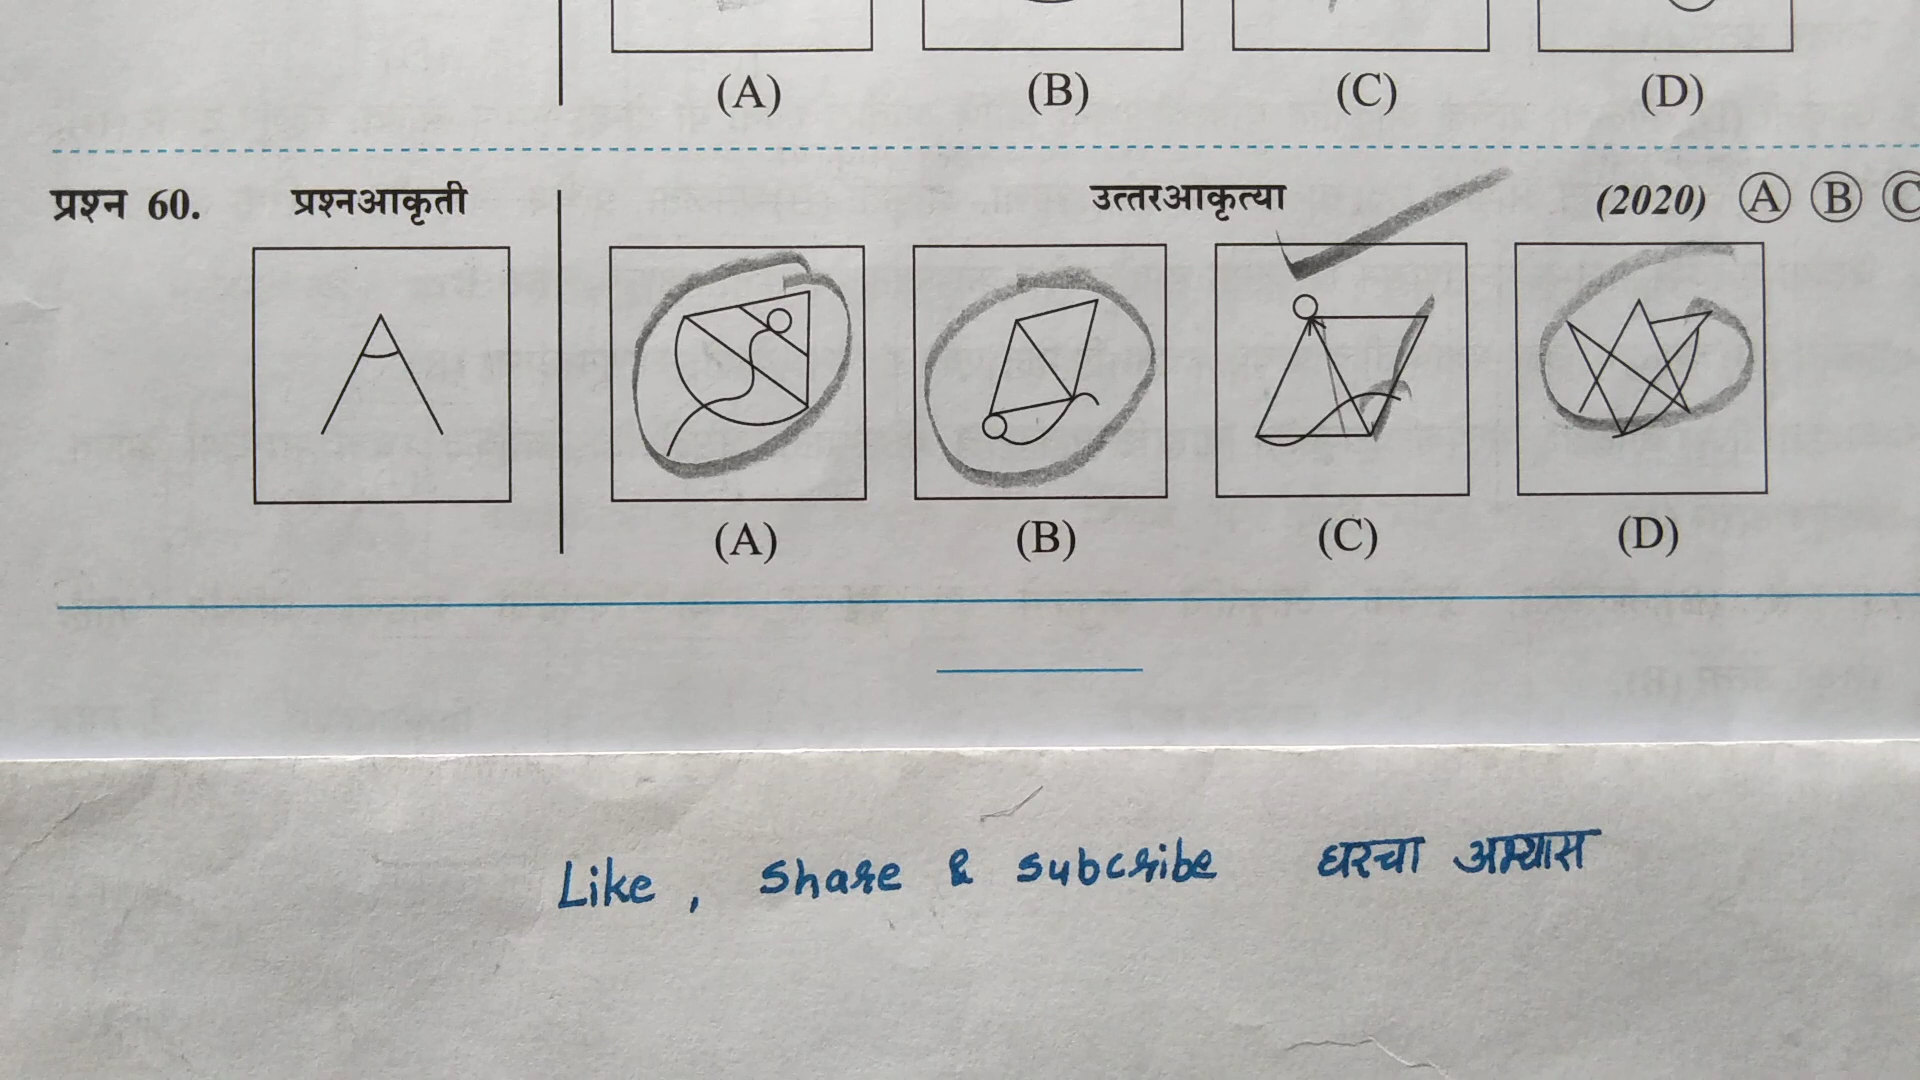 (A) (B) (C) (D)
प्रश्न 60. प्रश्नआकृती उत्तरआकृत्या (2020) Ⓐ Ⓑ Ⓒ
(A) (B) (C) (D)
Like, Share & subcribe घरचा अभ्यास